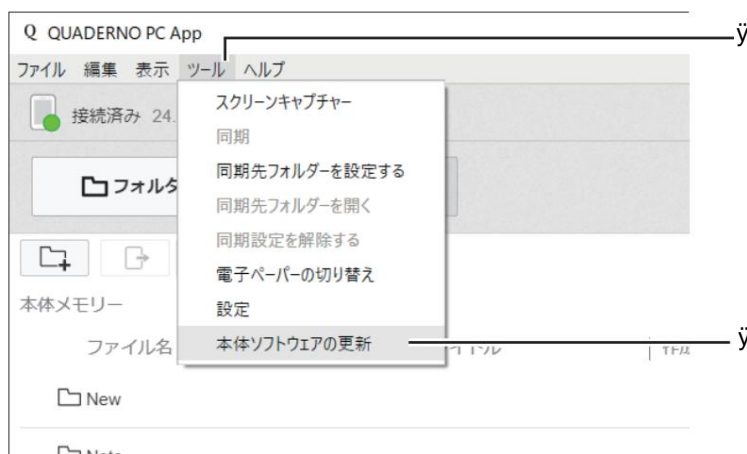 Q QUADERNO PC App
ÿ
ファイル 編集 表示 ツール ヘルプ
接続済み 24.
スクリーンキャプチャー
同期
同期先フォルダーを設定する
フォルダ
同期先フォルダーを開く
同期設定を解除する
電子ペーパーの切り替え
本体メモリー
設定
本体ソフトウェアの更新
ÿ
ファイル名
イトル
New